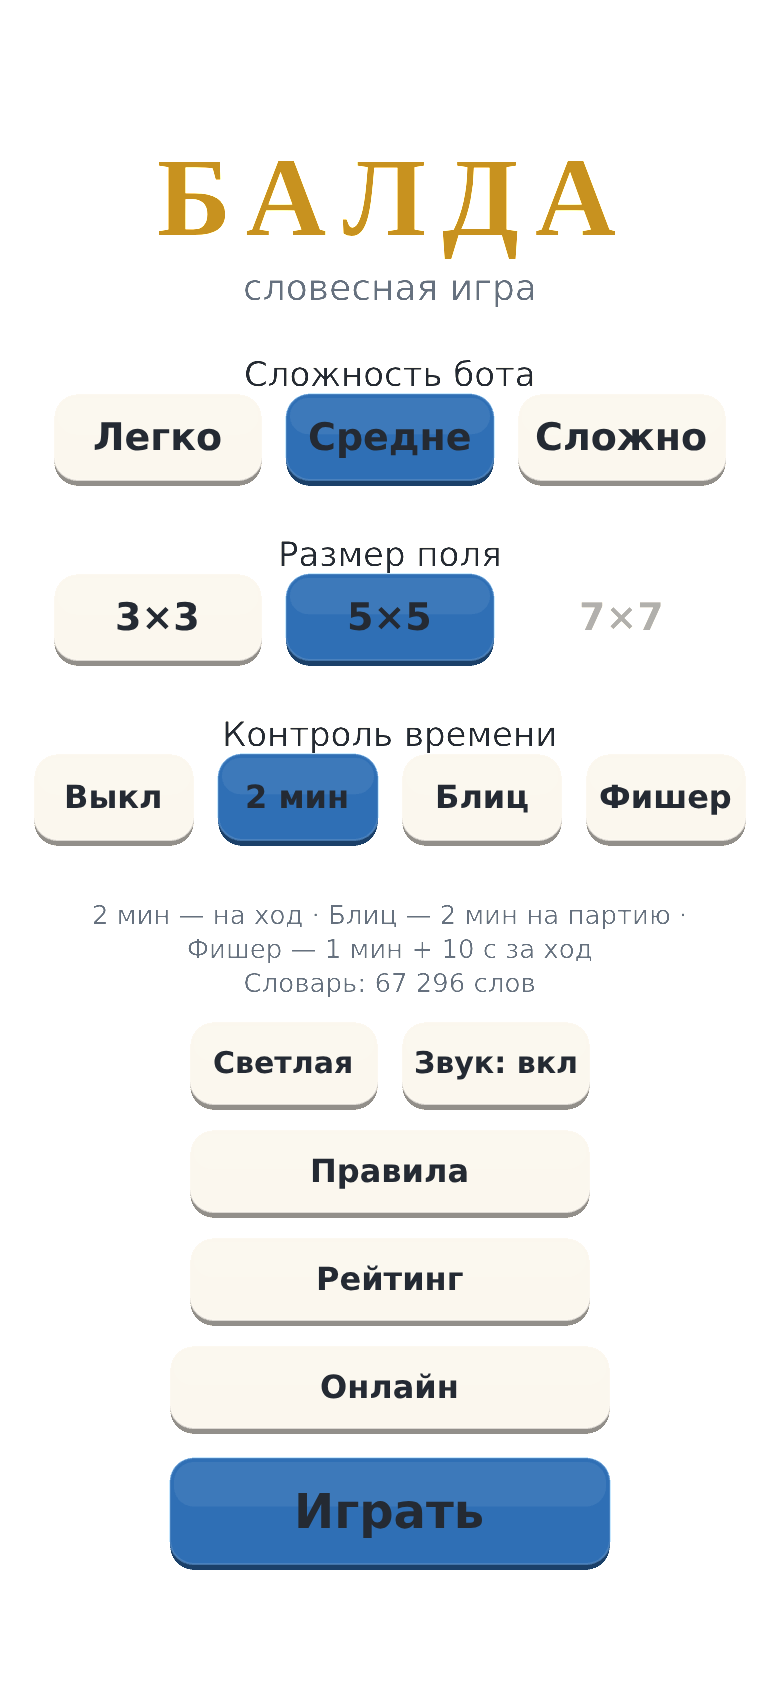 БАЛДА
словесная игра
Сложность бота
Легко Средне Сложно
Размер поля
3×3 5×5 7×7
Контроль времени
Выкл 2 мин Блиц Фишер
2 мин — на ход · Блиц — 2 мин на партию ·
Фишер — 1 мин + 10 с за ход
Словарь: 67 296 слов
Светлая Звук: вкл
Правила
Рейтинг
Онлайн
Играть